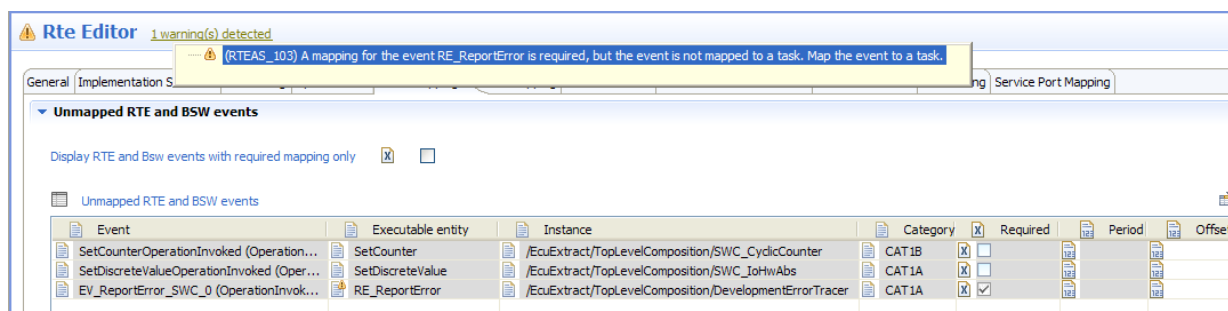 Rte Editor 1 warning(s) detected
(RTEAS_103) A mapping for the event RE_ReportError is required, but the event is not mapped to a task. Map the event to a task.
General Implementation S ng Service Port Mapping
Unmapped RTE and BSW events
Display RTE and Bsw events with required mapping only
Unmapped RTE and BSW events
Event Executable entity Instance Category Required Period Offse
SetCounterOperationInvoked (Operation... SetCounter /EcuExtract/TopLevelComposition/SWC_CyclicCounter CAT1B
SetDiscreteValueOperationInvoked (Oper... SetDiscreteValue /EcuExtract/TopLevelComposition/SWC_IoHwAbs CAT1A
EV_ReportError_SWC_0 (OperationInvok... RE_ReportError /EcuExtract/TopLevelComposition/DevelopmentErrorTracer CAT1A